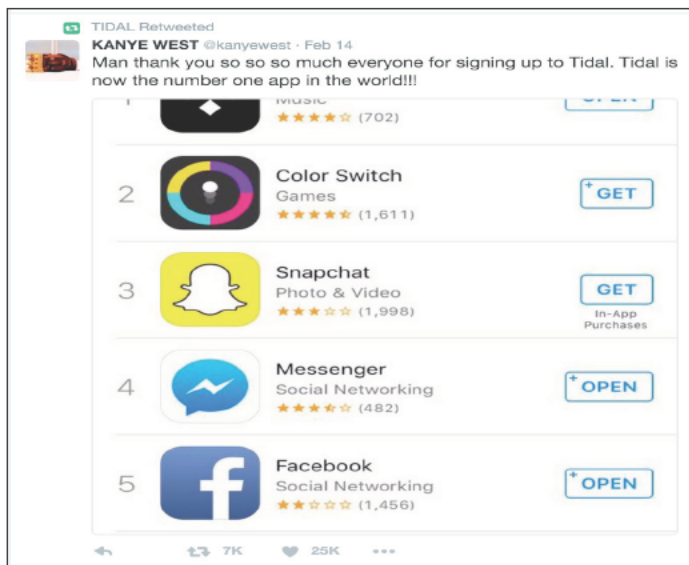 TIDAL Retweeted
KANYE WEST @kanyewest · Feb 14
Man thank you so so so much everyone for signing up to Tidal. Tidal is
now the number one app in the world!!!
1
Music
OPEN
(702)
2
Color Switch
Games
(1,611)
+GET
3
Snapchat
Photo & Video
(1,998)
GET
In-App
Purchases
4
Messenger
Social Networking
(482)
+OPEN
5
Facebook
Social Networking
(1,456)
+OPEN
7K 25K